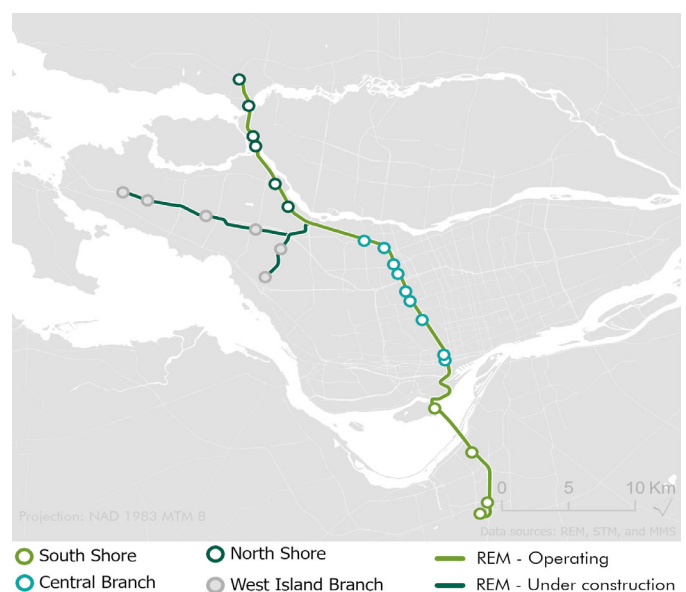 0 5 10 Km
Projection: NAD 1983 MTM 8
Data sources: REM, STM, and MMS
South Shore North Shore REM - Operating
Central Branch West Island Branch REM - Under construction